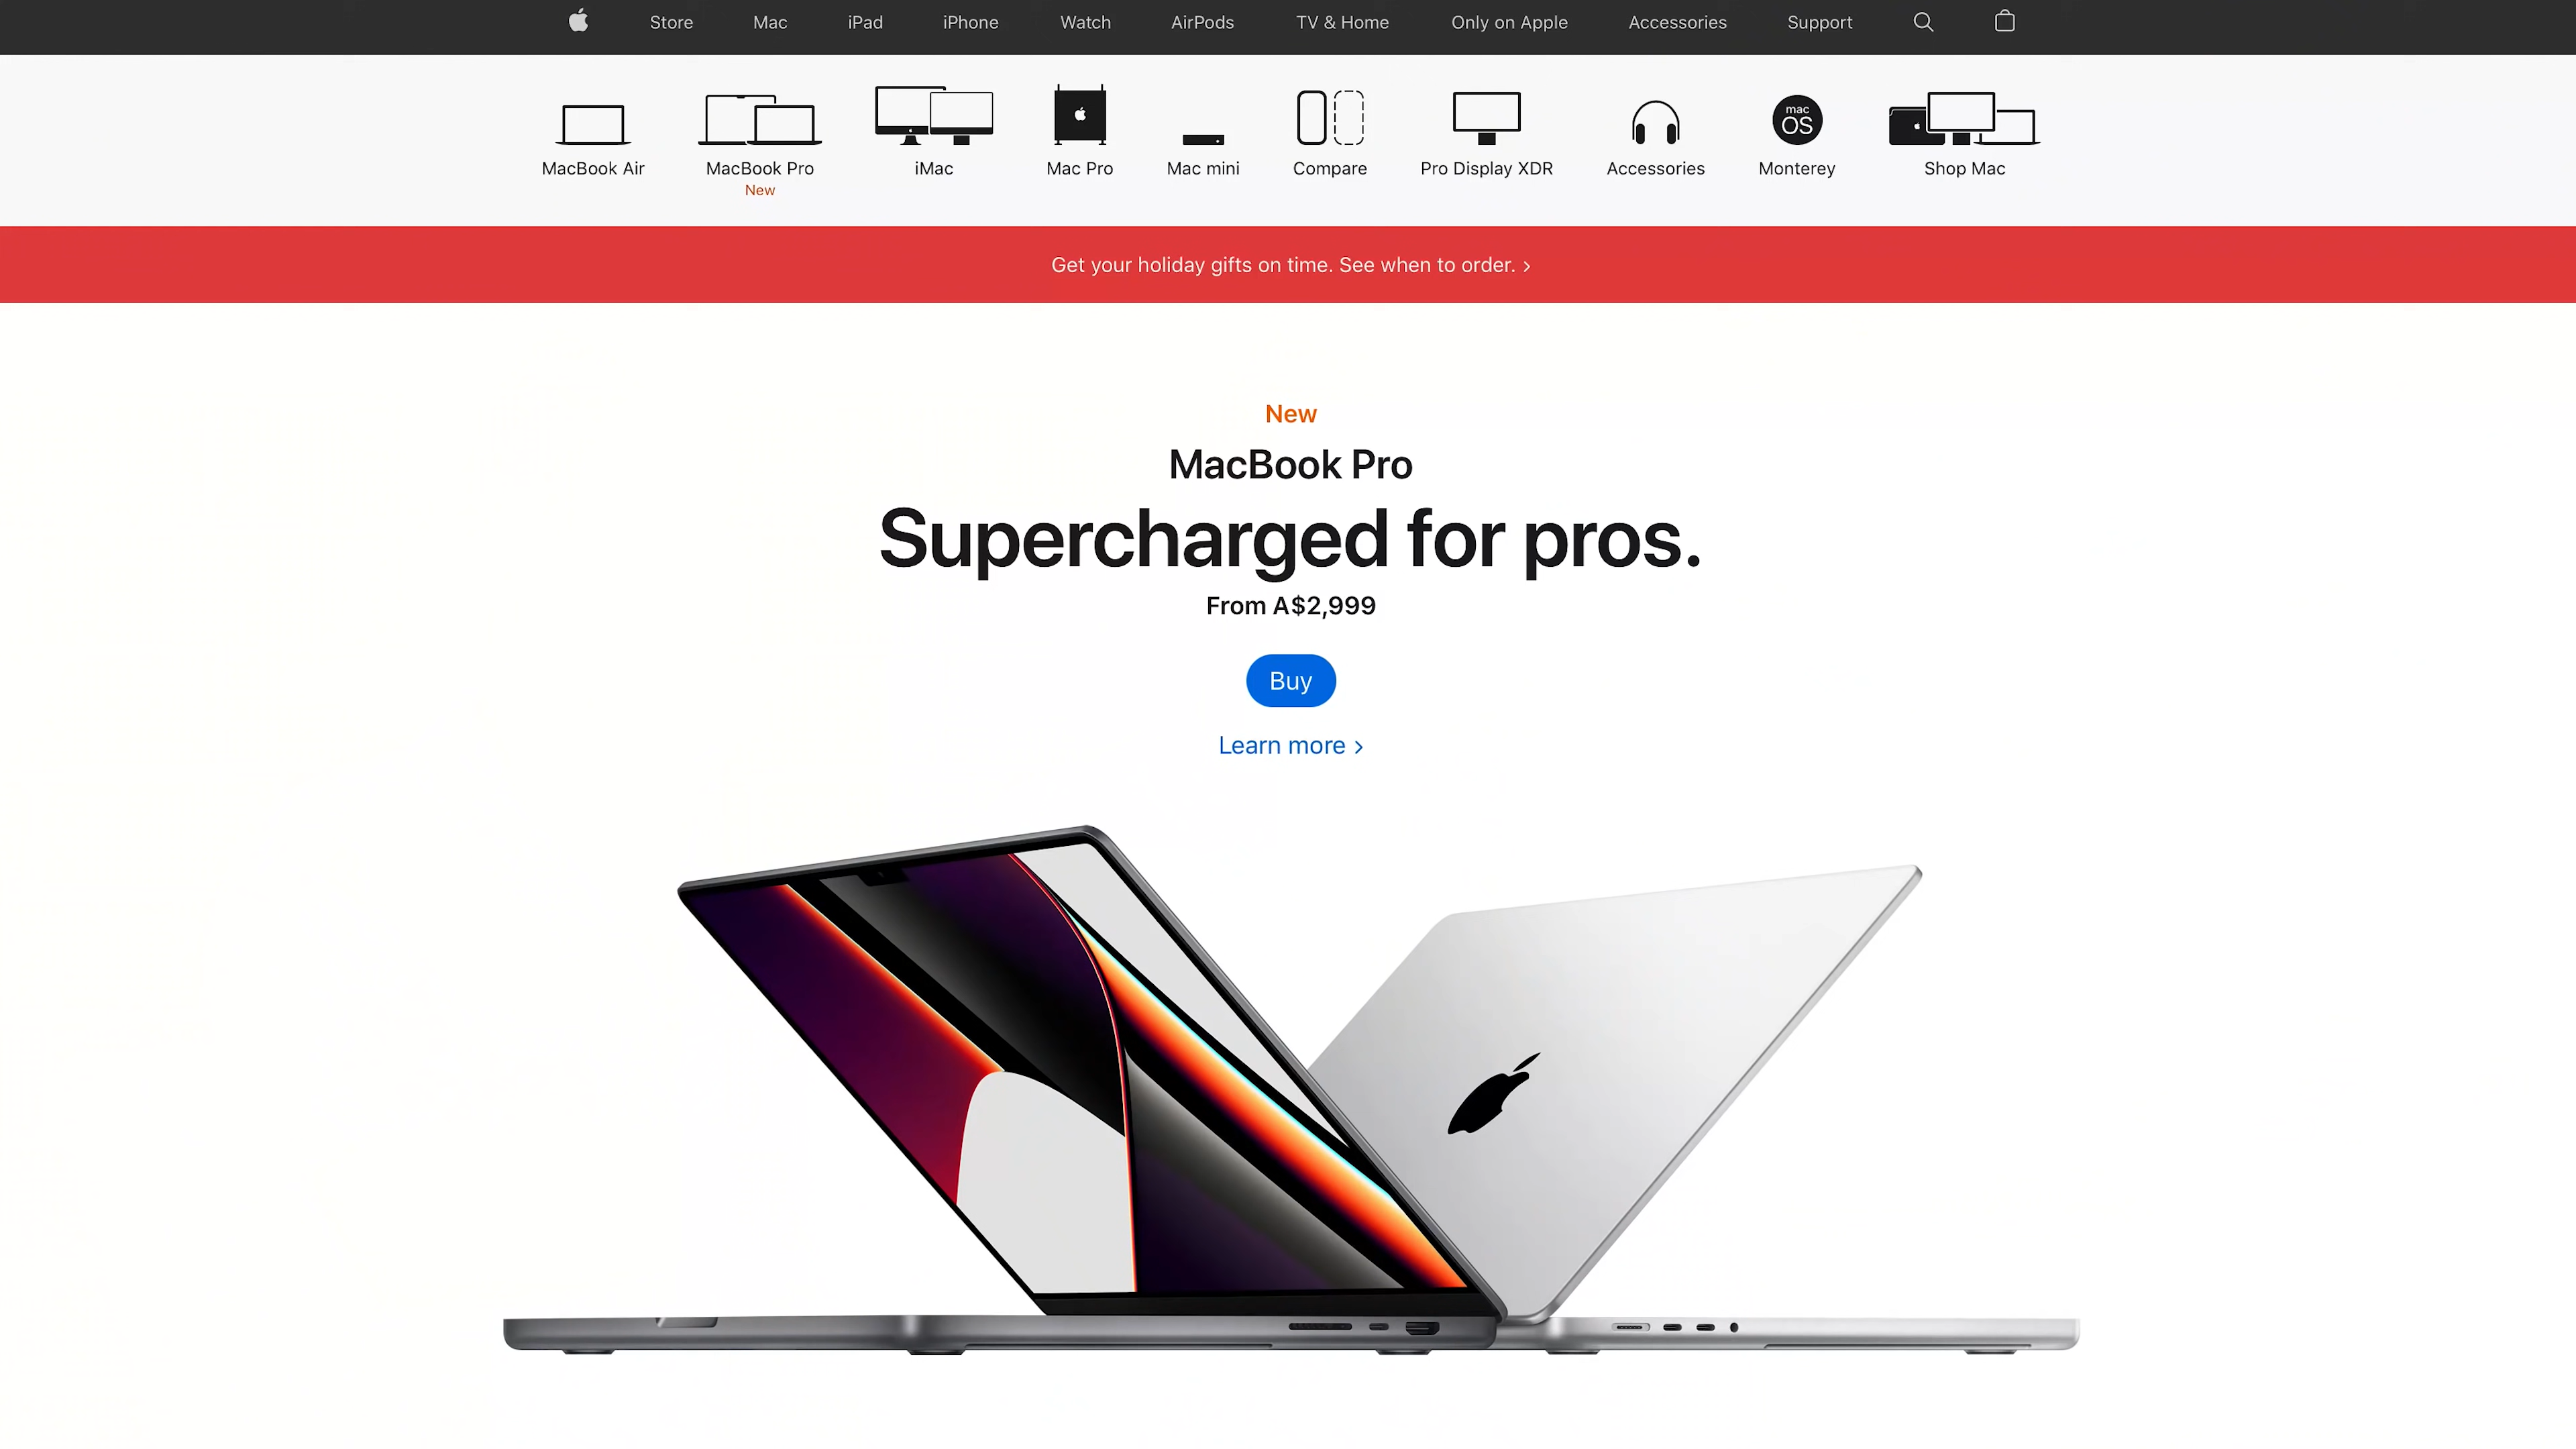 Store Mac iPad iPhone Watch AirPods TV & Home Only on Apple Accessories Support
MacBook Air
MacBook Pro
New
iMac
Mac Pro
Mac mini
Compare
Pro Display XDR
Accessories
mac
OS
Monterey
Shop Mac
Get your holiday gifts on time. See when to order. >
New
MacBook Pro
Supercharged for pros.
From A$2,999
Buy
Learn more >